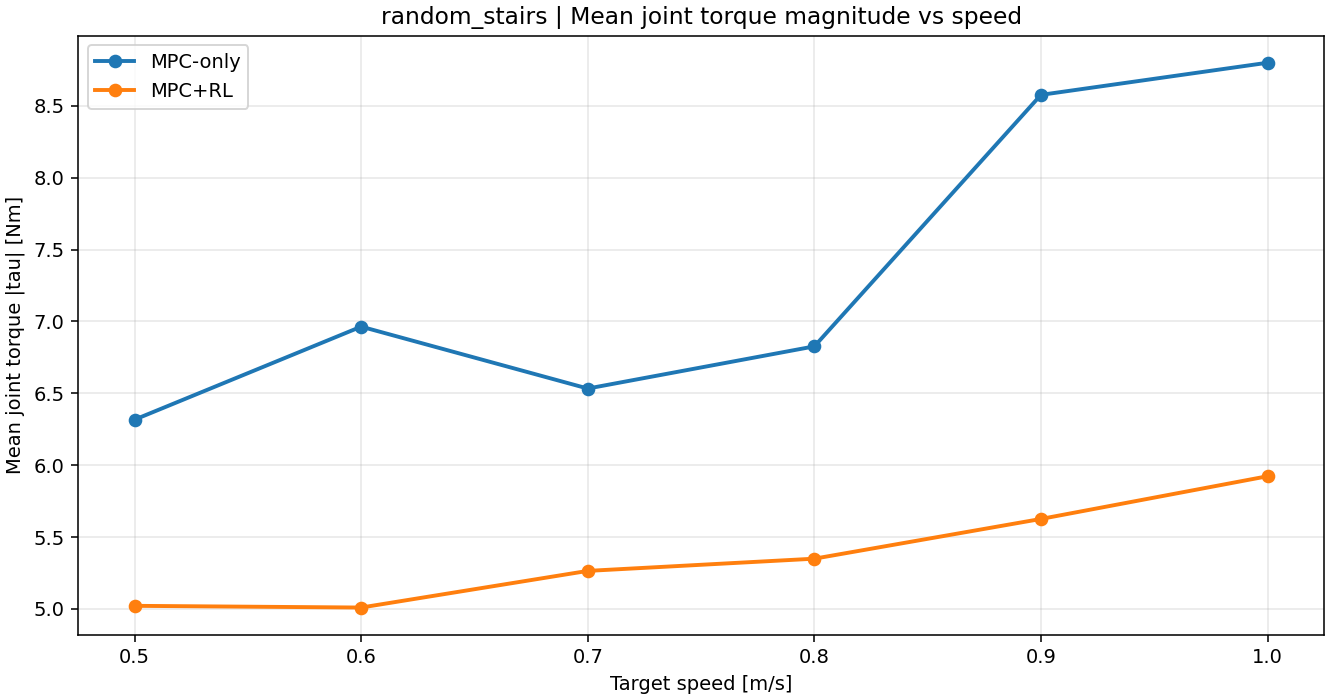 random_stairs | Mean joint torque magnitude vs speed
MPC-only
MPC+RL
Mean joint torque |tau| [Nm]
8.5
8.0
7.5
7.0
6.5
6.0
5.5
5.0
0.5 0.6 0.7 0.8 0.9 1.0
Target speed [m/s]